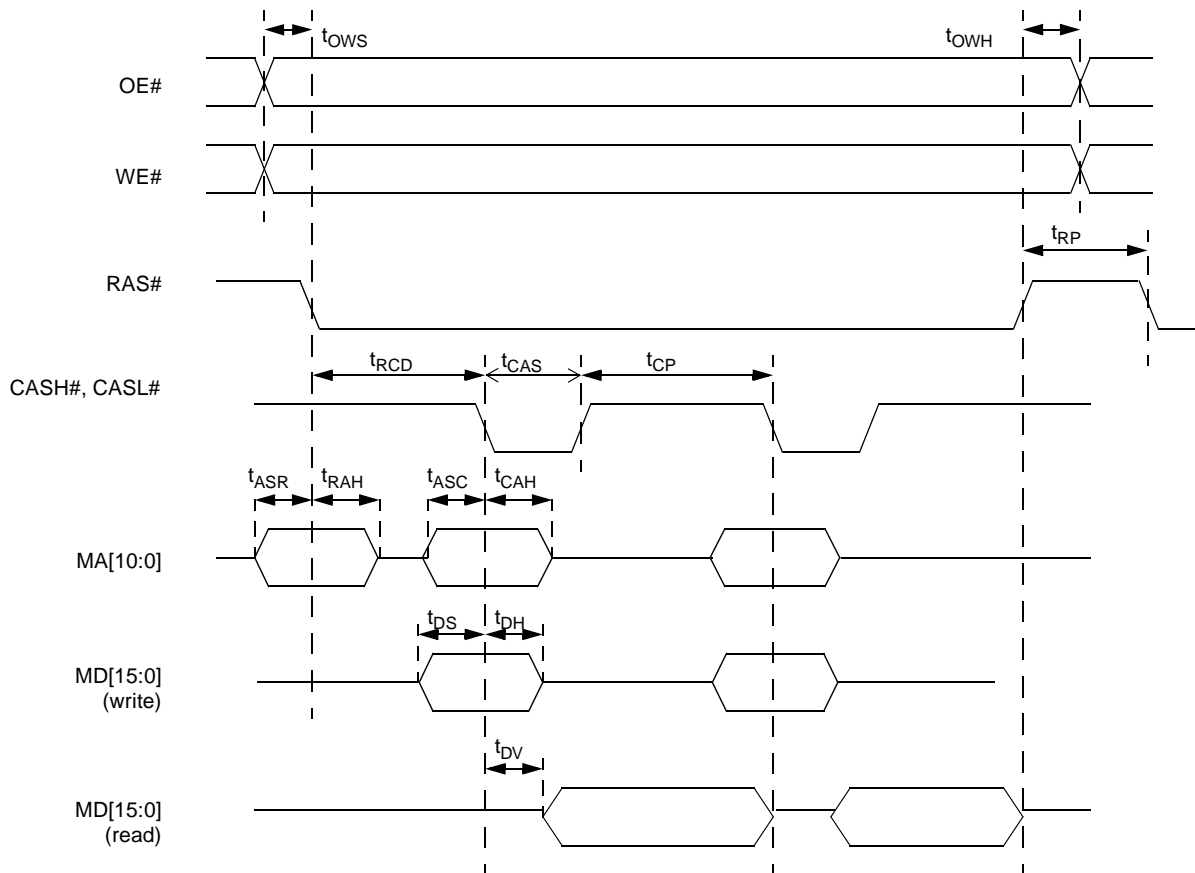 tOWS
tOWH
OE#
WE#
tRP
RAS#
tRCD
tCAS
tCP
CASH#, CASL#
tASR
tRAH
tASC
tCAH
MA[10:0]
tDS
tDH
MD[15:0]
(write)
tDV
MD[15:0]
(read)